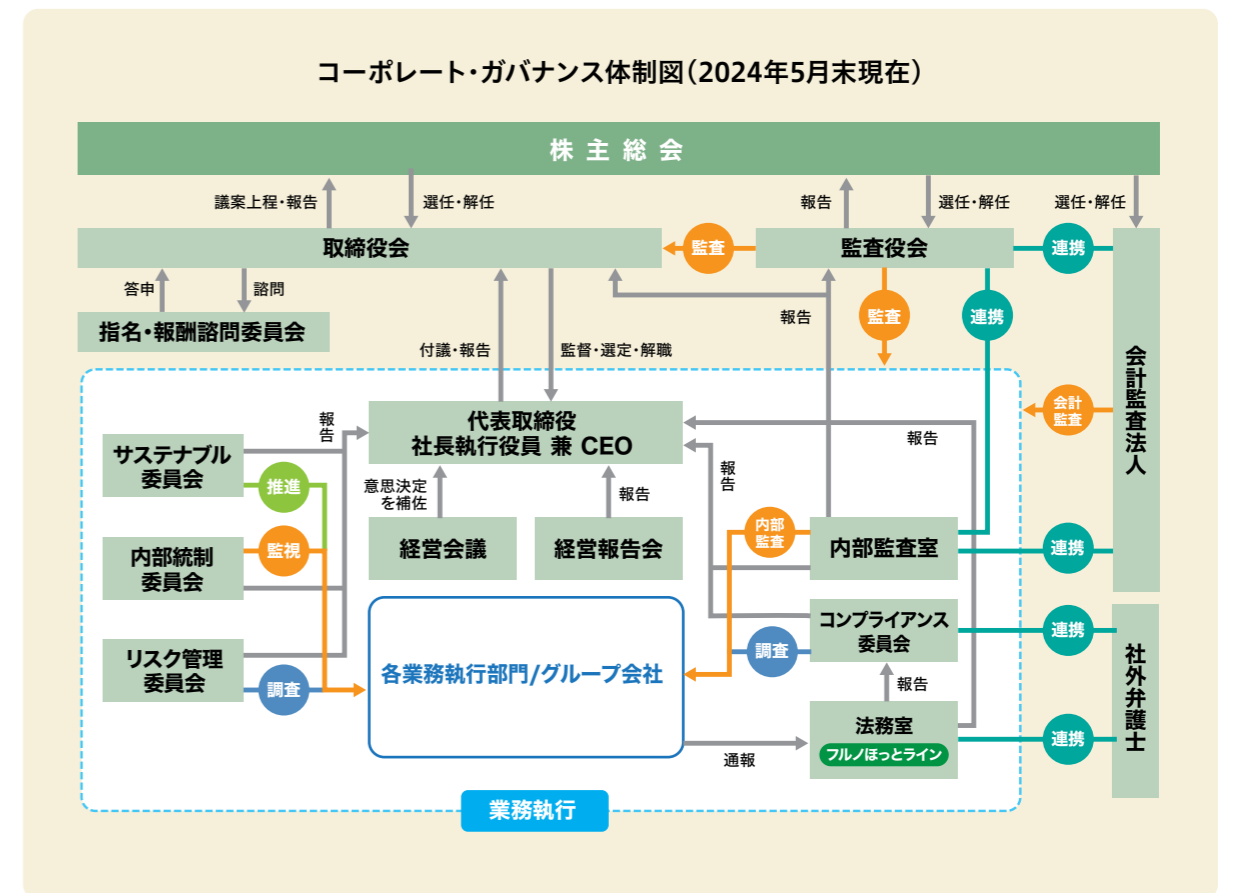 コーポレート・ガバナンス体制図（2024年5月末現在）
株主総会
議案上程・報告
選任・解任
報告
選任・解任
選任・解任
取締役会
監査
監査役会
連携
答申
諮問
指名・報酬諮問委員会
付議・報告
監督・選定・解職
報告
監査
連携
会計監査法人
会計
監査
代表取締役
社長執行役員 兼 CEO
報告
報告
報告
サステナブル
委員会
推進
意思決定
を補佐
報告
経営会議
経営報告会
内部
監査
内部監査室
連携
内部統制
委員会
監視
コンプライアンス
委員会
連携
調査
リスク管理
委員会
調査
各業務執行部門/グループ会社
報告
社外弁護士
法務室
フルノほっとライン
連携
通報
業務執行